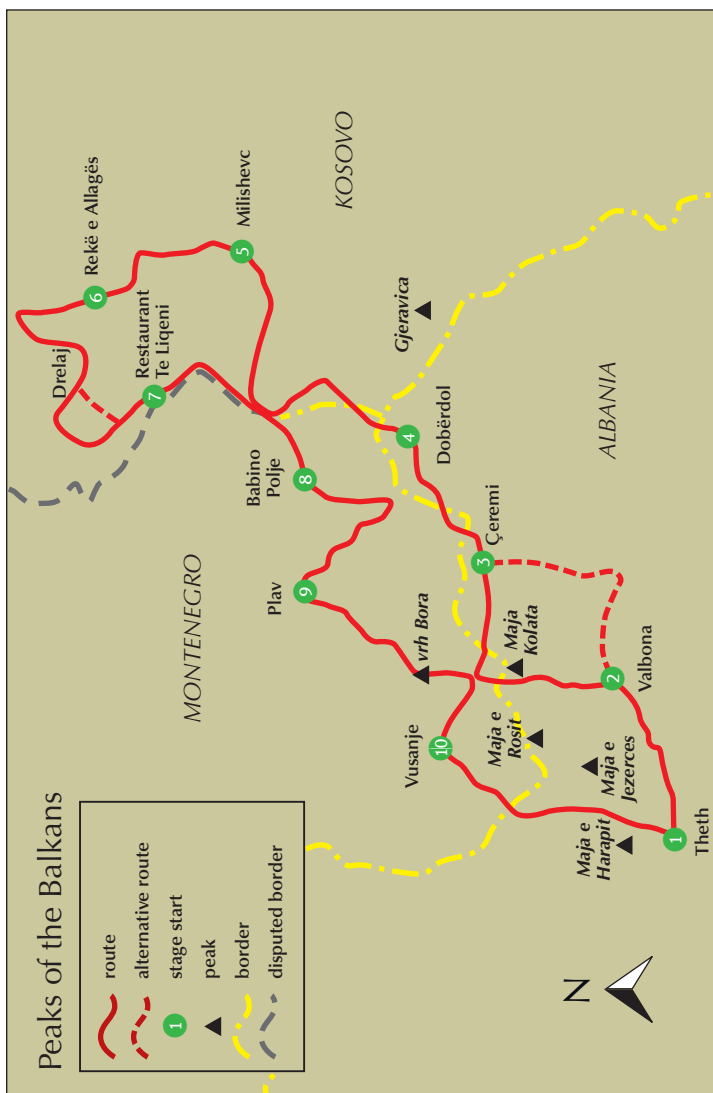 Peaks of the Balkans
route
alternative route
1
stage start
peak
border
disputed border
N
MONTENEGRO
KOSOVO
ALBANIA
Drelaj
6
Rekë e Allagës
7
Restaurant
Te Liqeni
5
Milishevc
8
Babino
Polje
9
Plav
Gjeravica
4
Dobërdol
vrh Bora
3
Çeremi
10
Vusanje
Maja
Kolata
Maja e
Rosit
2
Valbona
Maja e
Jezerces
Maja e
Harapit
1
Theth